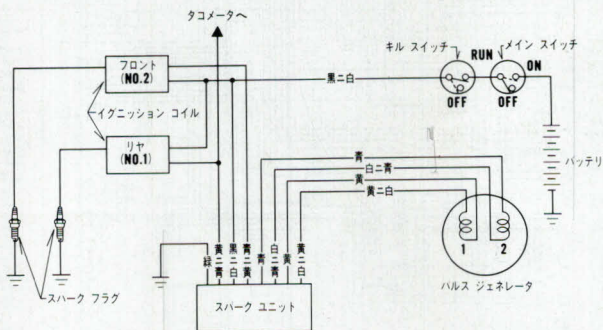 タコメータへ
フロント
(NO.2)
イグニッション コイル
リヤ
(NO.1)
黒ニ白
キル スイッチ
RUN
メイン スイッチ
ON
OFF
OFF
バッテリ
青
白ニ青
黄
黄ニ白
1
2
パルス ジェネレータ
スパーク プラグ
緑
黄ニ青
黒ニ白
青ニ黄
青
白ニ青
黄
黄ニ白
スパーク ユニット